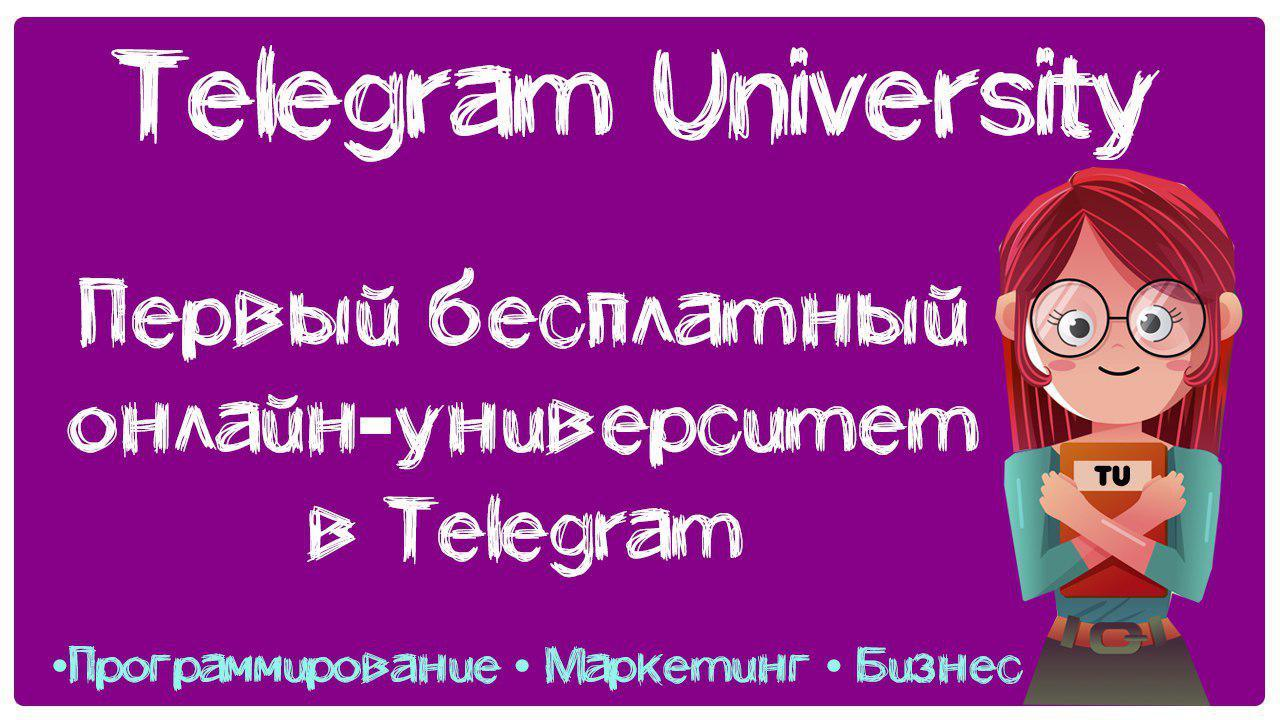 Telegram University
Первый бесплатный
онлайн-университет
в Telegram
TU
•Программирование • Маркетинг • Бизнес